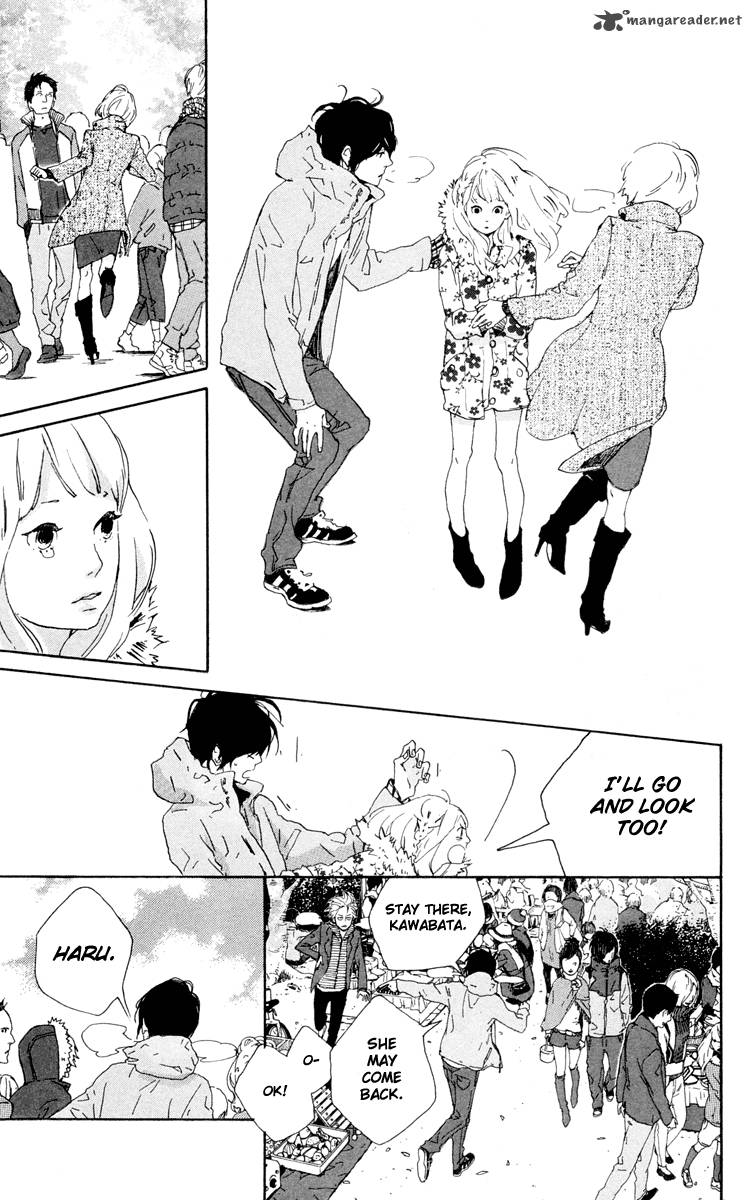 mangareader.net
I'LL GO
AND LOOK
TOO!
STAY THERE,
KAWABATA.
SHE
MAY
COME
BACK.
O-
OK!
HARU.